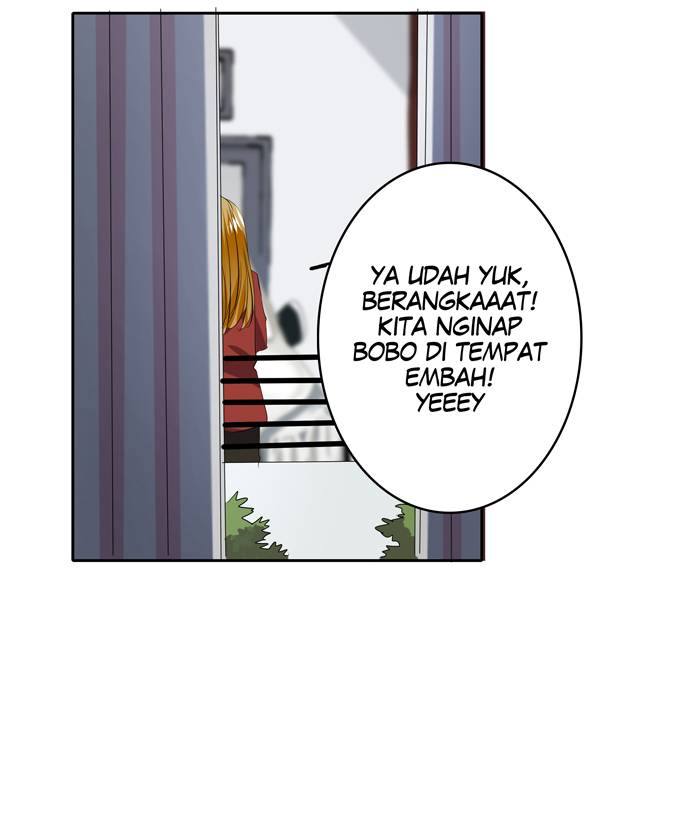 YA UDAH YUK,
BERANGKAAAT!
KITA NGINAP
BOBO DI TEMPAT
EMBAH!
YEEEY